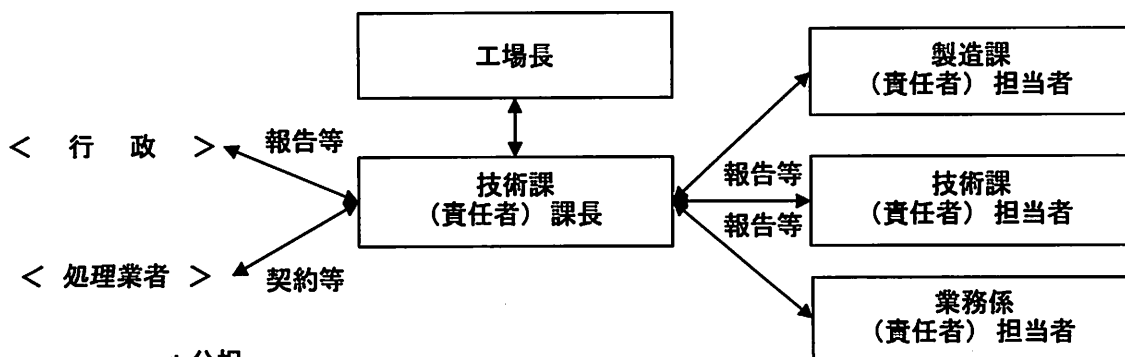 工場長
製造課
(責任者) 担当者
< 行 政 >
報告等
技術課
(責任者) 課長
報告等
報告等
技術課
(責任者) 担当者
< 処理業者 >
契約等
業務係
(責任者) 担当者